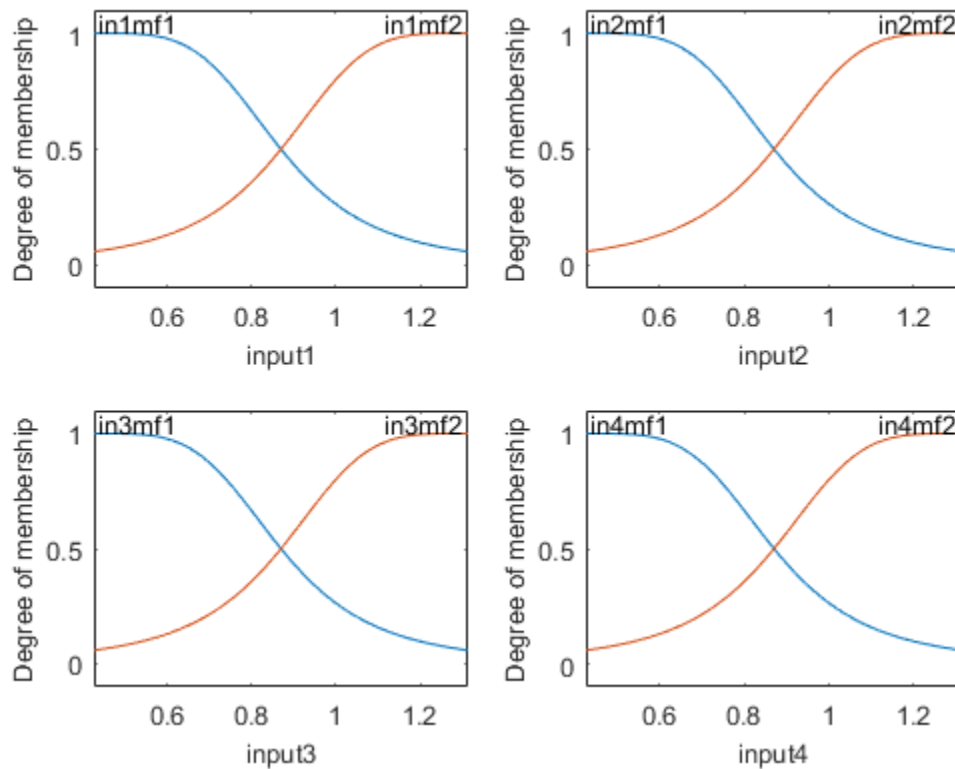 in1mf1 in1mf2
1
0.5
0
Degree of membership
0.6 0.8 1 1.2
input1
in2mf1 in2mf2
1
0.5
0
Degree of membership
0.6 0.8 1 1.2
input2
in3mf1 in3mf2
1
0.5
0
Degree of membership
0.6 0.8 1 1.2
input3
in4mf1 in4mf2
1
0.5
0
Degree of membership
0.6 0.8 1 1.2
input4